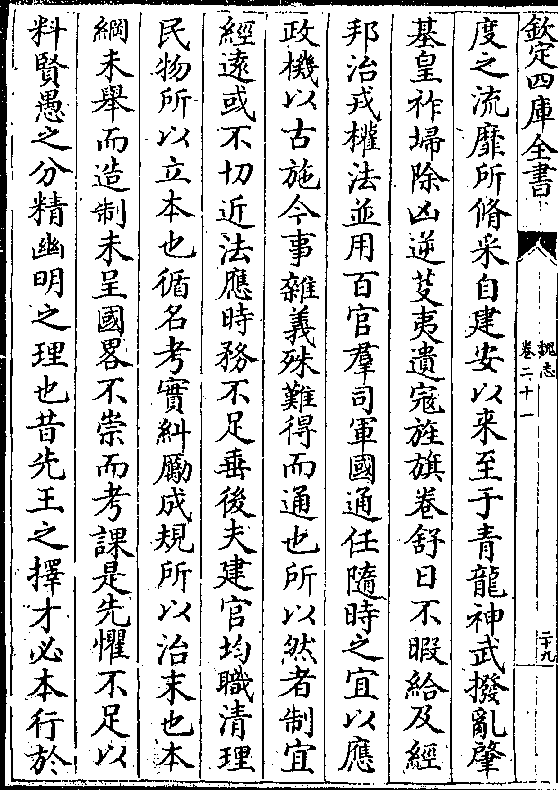 欽定四庫全書
魏志
卷二十一
二十九
度之流靡所脩采自建安以來至于青龍神武撥亂肇
基皇祚埽除凶逆芟夷遺寇旌旗卷舒日不暇給及經
邦治戎權法並用百官羣司軍國通任隨時之宜以應
政機以古施今事雜義殊難得而通也所以然者制宜
經遠或不切近法應時務不足垂後夫建官均職清理
民物所以立本也循名考實糾勵成規所以治末也本
綱未舉而造制未呈國畧不崇而考課是先懼不足以
料賢愚之分精幽明之理也昔先王之擇才必本行於